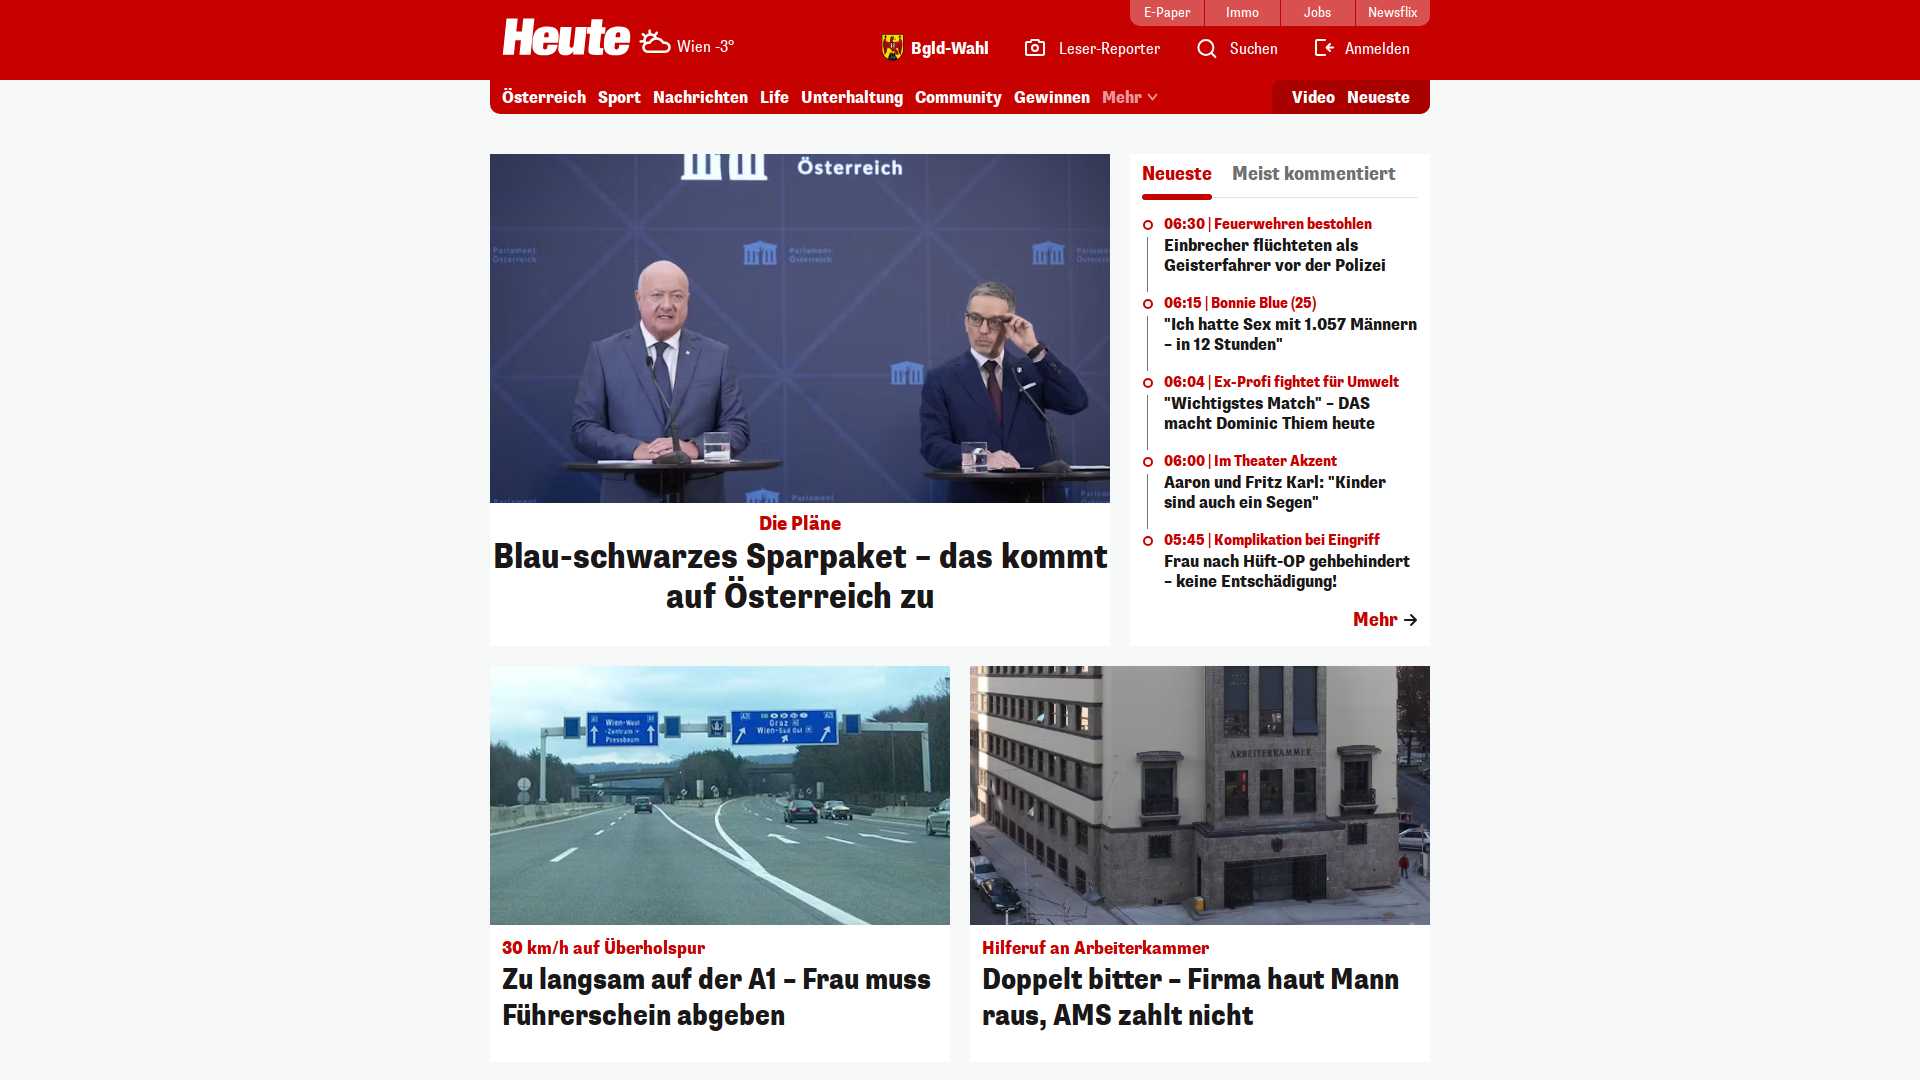 E-Paper
Immo
Jobs
Newsflix
Heute
Wien -3°
Bgld-Wahl
Leser-Reporter
Suchen
Anmelden
Österreich
Sport
Nachrichten
Life
Unterhaltung
Community
Gewinnen
Mehr
Video
Neueste
Österreich
Parlament
Österreich
Parlament
Österreich
Parlament
Die Pläne
Blau-schwarzes Sparpaket – das kommt
auf Österreich zu
Neueste
Meist kommentiert
06:30 | Feuerwehren bestohlen
Einbrecher flüchteten als
Geisterfahrer vor der Polizei
06:15 | Bonnie Blue (25)
"Ich hatte Sex mit 1.057 Männern
– in 12 Stunden"
06:04 | Ex-Profi fightet für Umwelt
"Wichtigstes Match" – DAS
macht Dominic Thiem heute
06:00 | Im Theater Akzent
Aaron und Fritz Karl: "Kinder
sind auch ein Segen"
05:45 | Komplikation bei Eingriff
Frau nach Hüft-OP gehbehindert
– keine Entschädigung!
Mehr
Wien-West
-Zentrum
Pressbaum
Graz
Wien-Süd Ost
ARBEITERKAMMER
30 km/h auf Überholspur
Zu langsam auf der A1 – Frau muss
Führerschein abgeben
Hilferuf an Arbeiterkammer
Doppelt bitter – Firma haut Mann
raus, AMS zahlt nicht